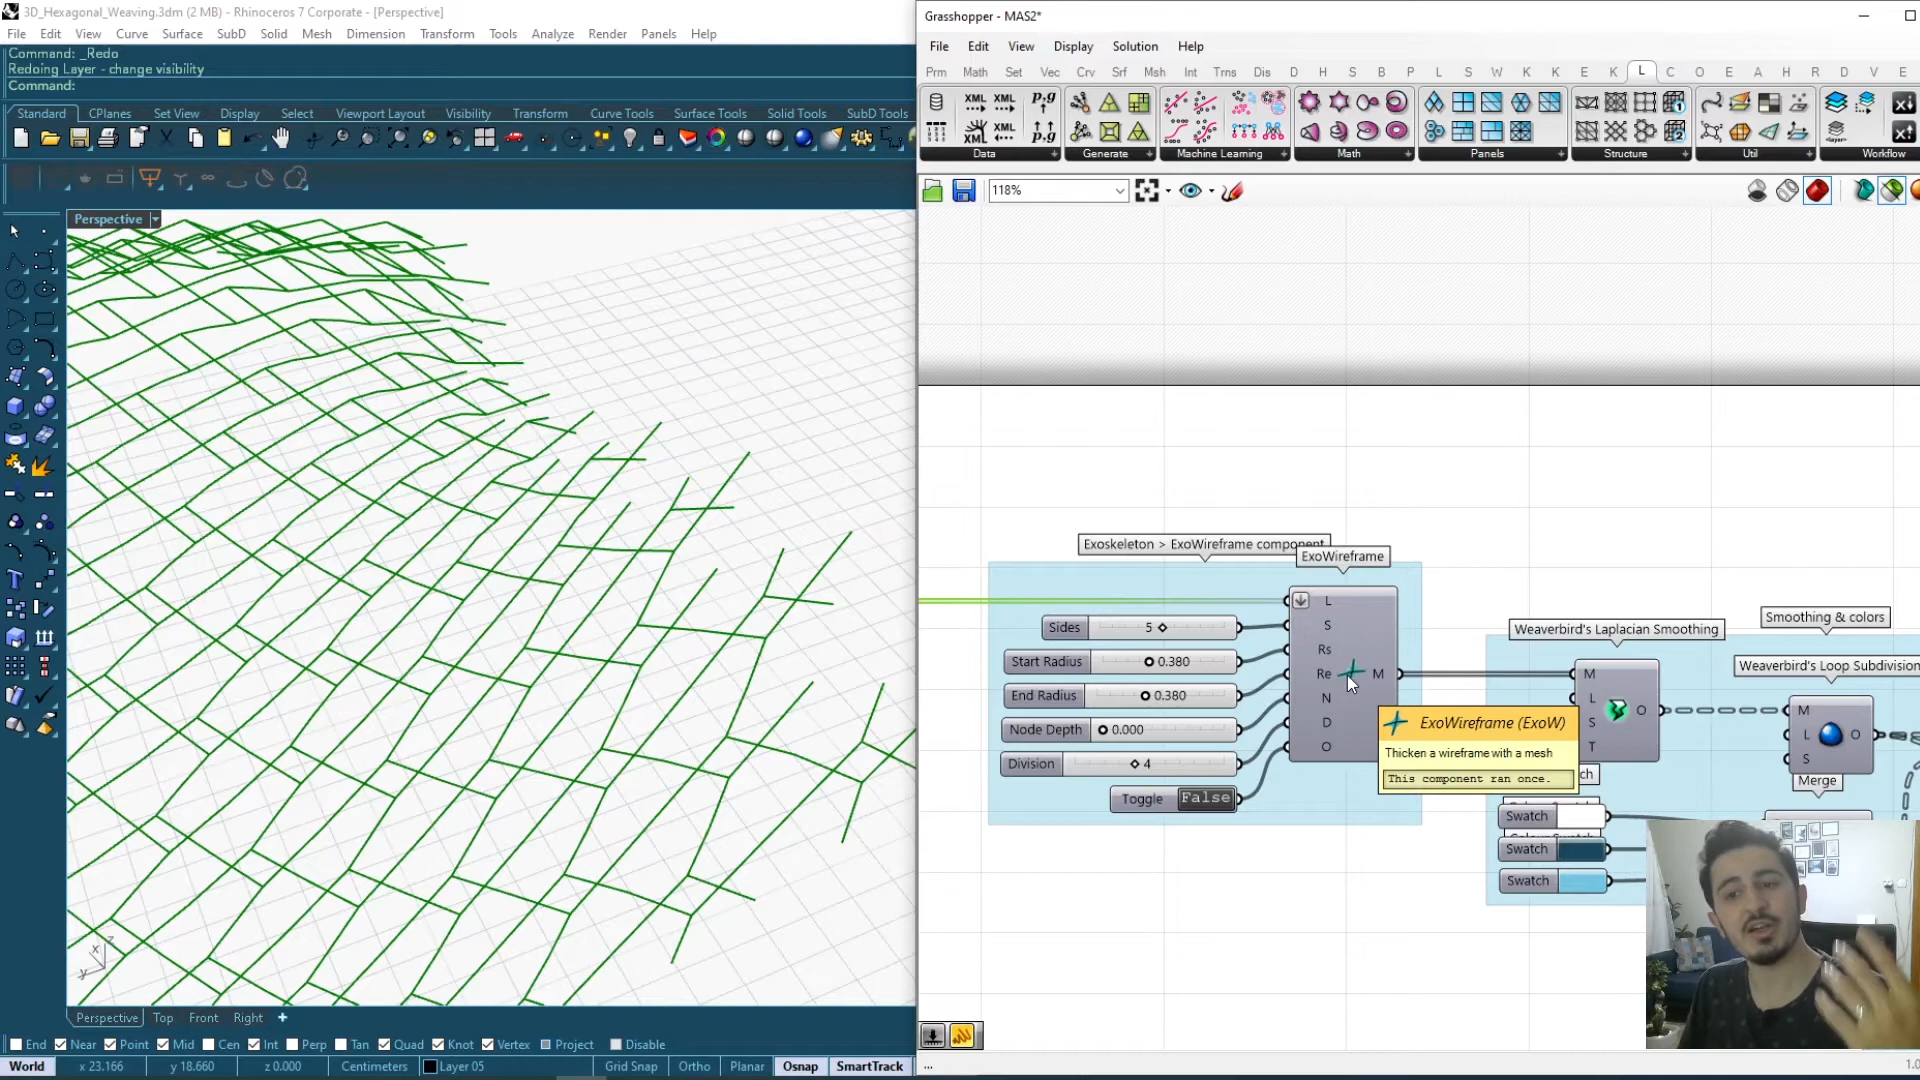 3D_Hexagonal_Weaving.3dm (2 MB) - Rhinoceros 7 Corporate - [Perspective]
File Edit View Curve Surface SubD Solid Mesh Dimension Transform Tools Analyze Render Panels Help
Command: _Redo
Redoing Layer - change visibility
Command:
Standard CPlanes Set View Display Select Viewport Layout Visibility Transform Curve Tools Surface Tools Solid Tools SubD Tools
Perspective
x z
y
Perspective Top Front Right
End Near Point Mid Cen Int Perp Tan Quad Knot Vertex Project Disable
World x 23.166 y 18.660 z 0.000 Centimeters Layer 05 Grid Snap Ortho Planar Osnap SmartTrack
Grasshopper - MAS2*
File Edit View Display Solution Help
Prm Math Set Vec Crv Srf Msh Int Trns Dis D H S B P L S W K K E K L C O E A H R D V E
XML XML p,g
XML p,g
Data Generate Machine Learning Math Panels Structure Util Workflow
118%
Exoskeleton > ExoWireframe component
ExoWireframe
L
Sides 5 S
Start Radius 0.380 Rs
End Radius 0.380 Re
Node Depth 0.000 N
Division 4 D
Toggle False O
M
ExoWireframe (ExoW)
Thicken a wireframe with a mesh
This component ran once.
Weaverbird's Laplacian Smoothing
M
L
S
T
O
Smoothing & colors
Weaverbird's Loop Subdivision
M
L
S
O
Merge
ch
Swatch
Swatch
Swatch
...
1.0